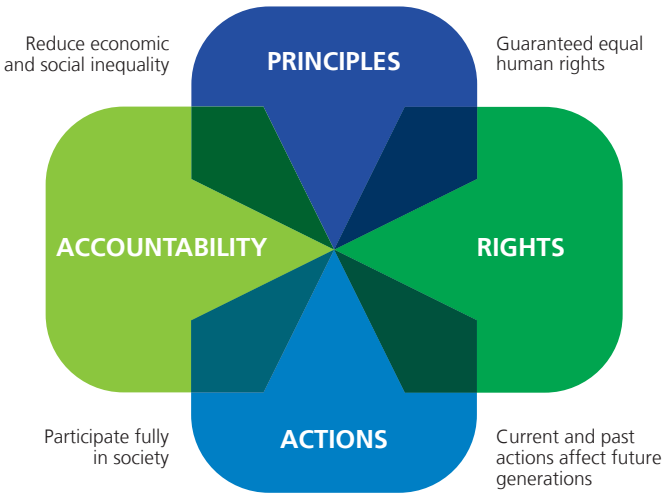 Reduce economic
and social inequality
PRINCIPLES
Guaranteed equal
human rights
ACCOUNTABILITY
RIGHTS
Participate fully
in society
ACTIONS
Current and past
actions affect future
generations